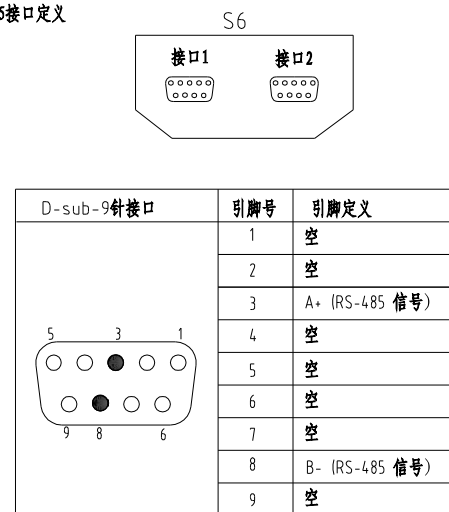 5接口定义
S6
接口1 接口2
D-sub-9针接口 引脚号 引脚定义
1 空
2 空
3 A+ (RS-485 信号)
4 空
5 空
6 空
7 空
8 B- (RS-485 信号)
9 空
5 3 1
9 8 6